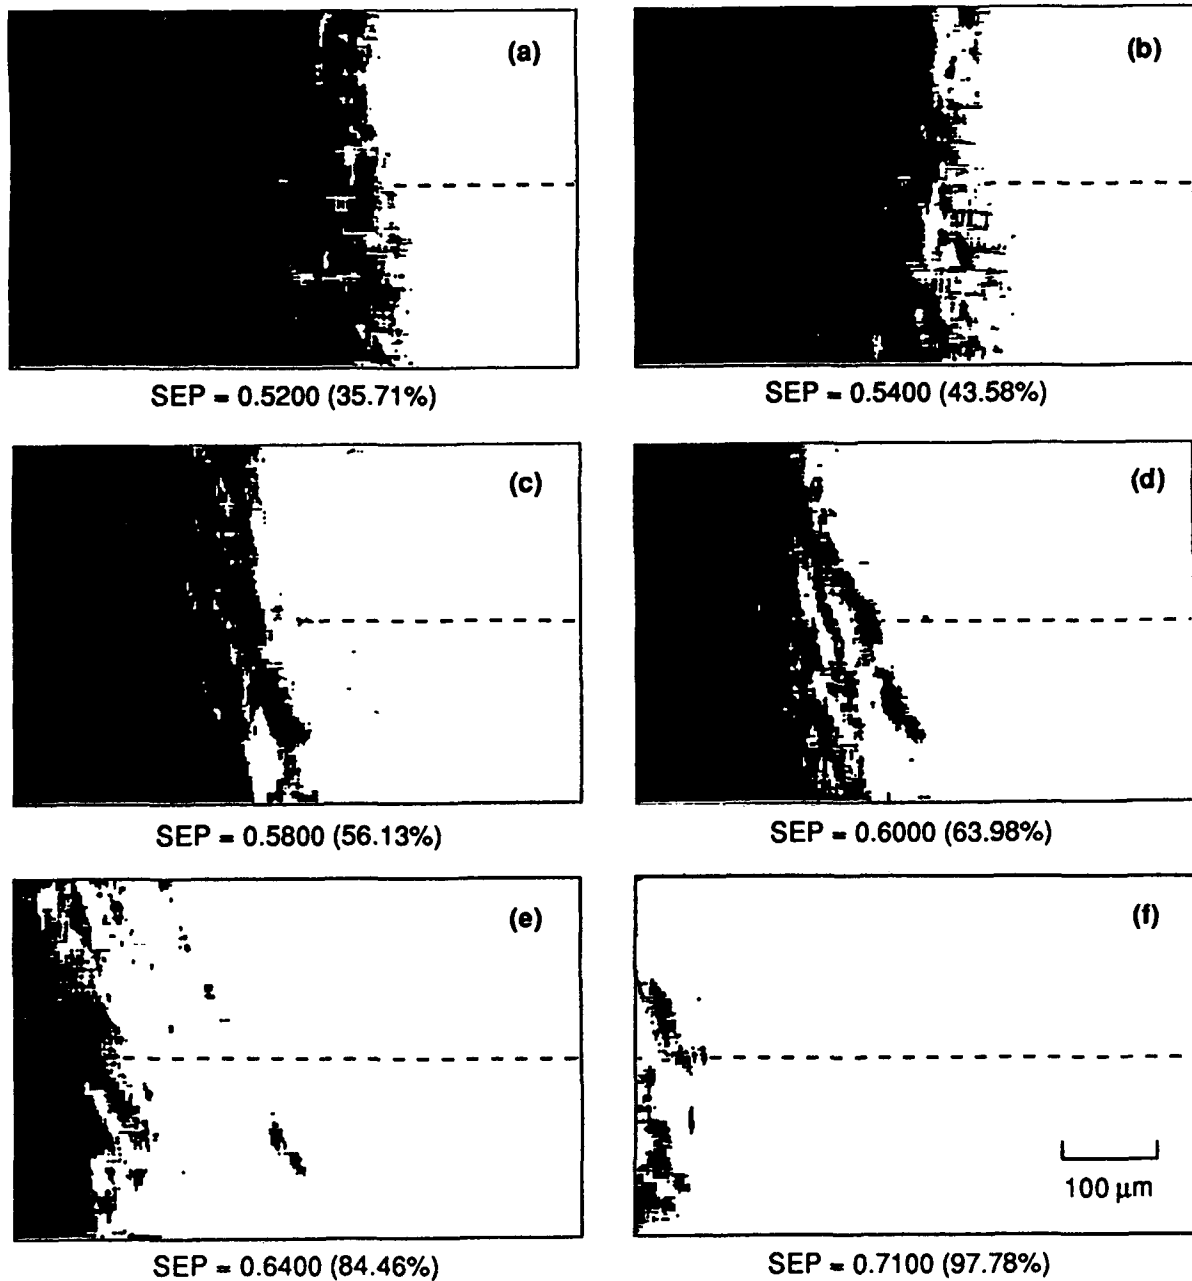 (a)
(b)
SEP = 0.5200 (35.71%)
SEP = 0.5400 (43.58%)
(c)
(d)
SEP = 0.5800 (56.13%)
SEP = 0.6000 (63.98%)
(e)
(f)
100 μm
SEP = 0.6400 (84.46%)
SEP = 0.7100 (97.78%)